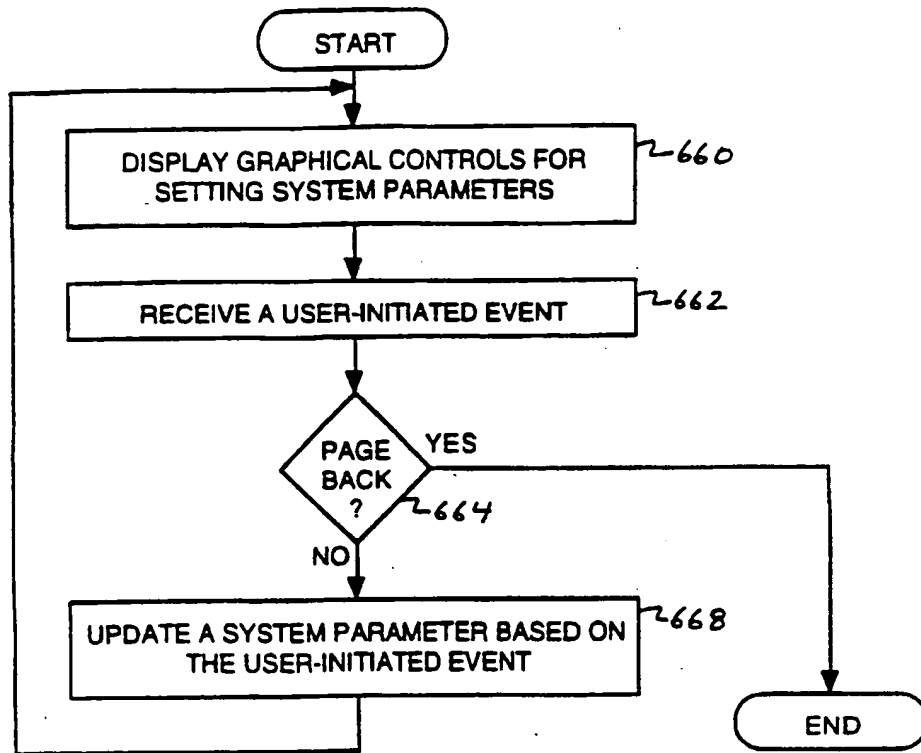 START
DISPLAY GRAPHICAL CONTROLS FOR
SETTING SYSTEM PARAMETERS
660
RECEIVE A USER-INITIATED EVENT
662
PAGE
BACK
?
YES
664
NO
UPDATE A SYSTEM PARAMETER BASED ON
THE USER-INITIATED EVENT
668
END